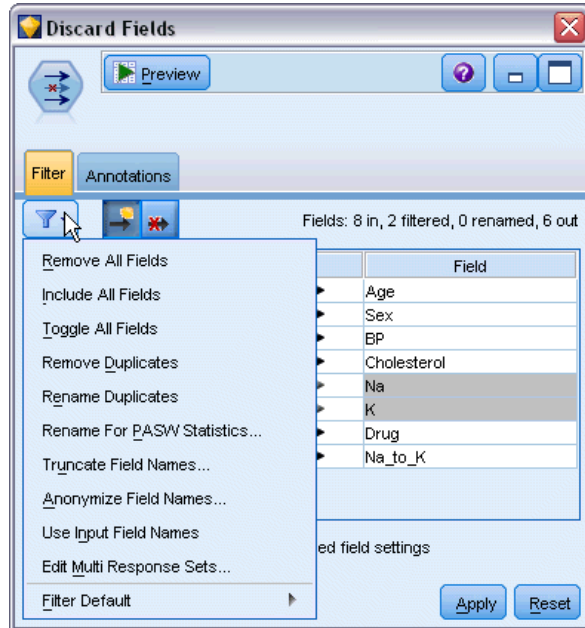 Discard Fields
Preview
Filter
Annotations
Fields: 8 in, 2 filtered, 0 renamed, 6 out
Remove All Fields
Include All Fields
Toggle All Fields
Remove Duplicates
Rename Duplicates
Rename For PASW Statistics...
Truncate Field Names...
Anonymize Field Names...
Use Input Field Names
Edit Multi Response Sets...
Filter Default
Field
Age
Sex
BP
Cholesterol
Na
K
Drug
Na_to_K
ed field settings
Apply
Reset